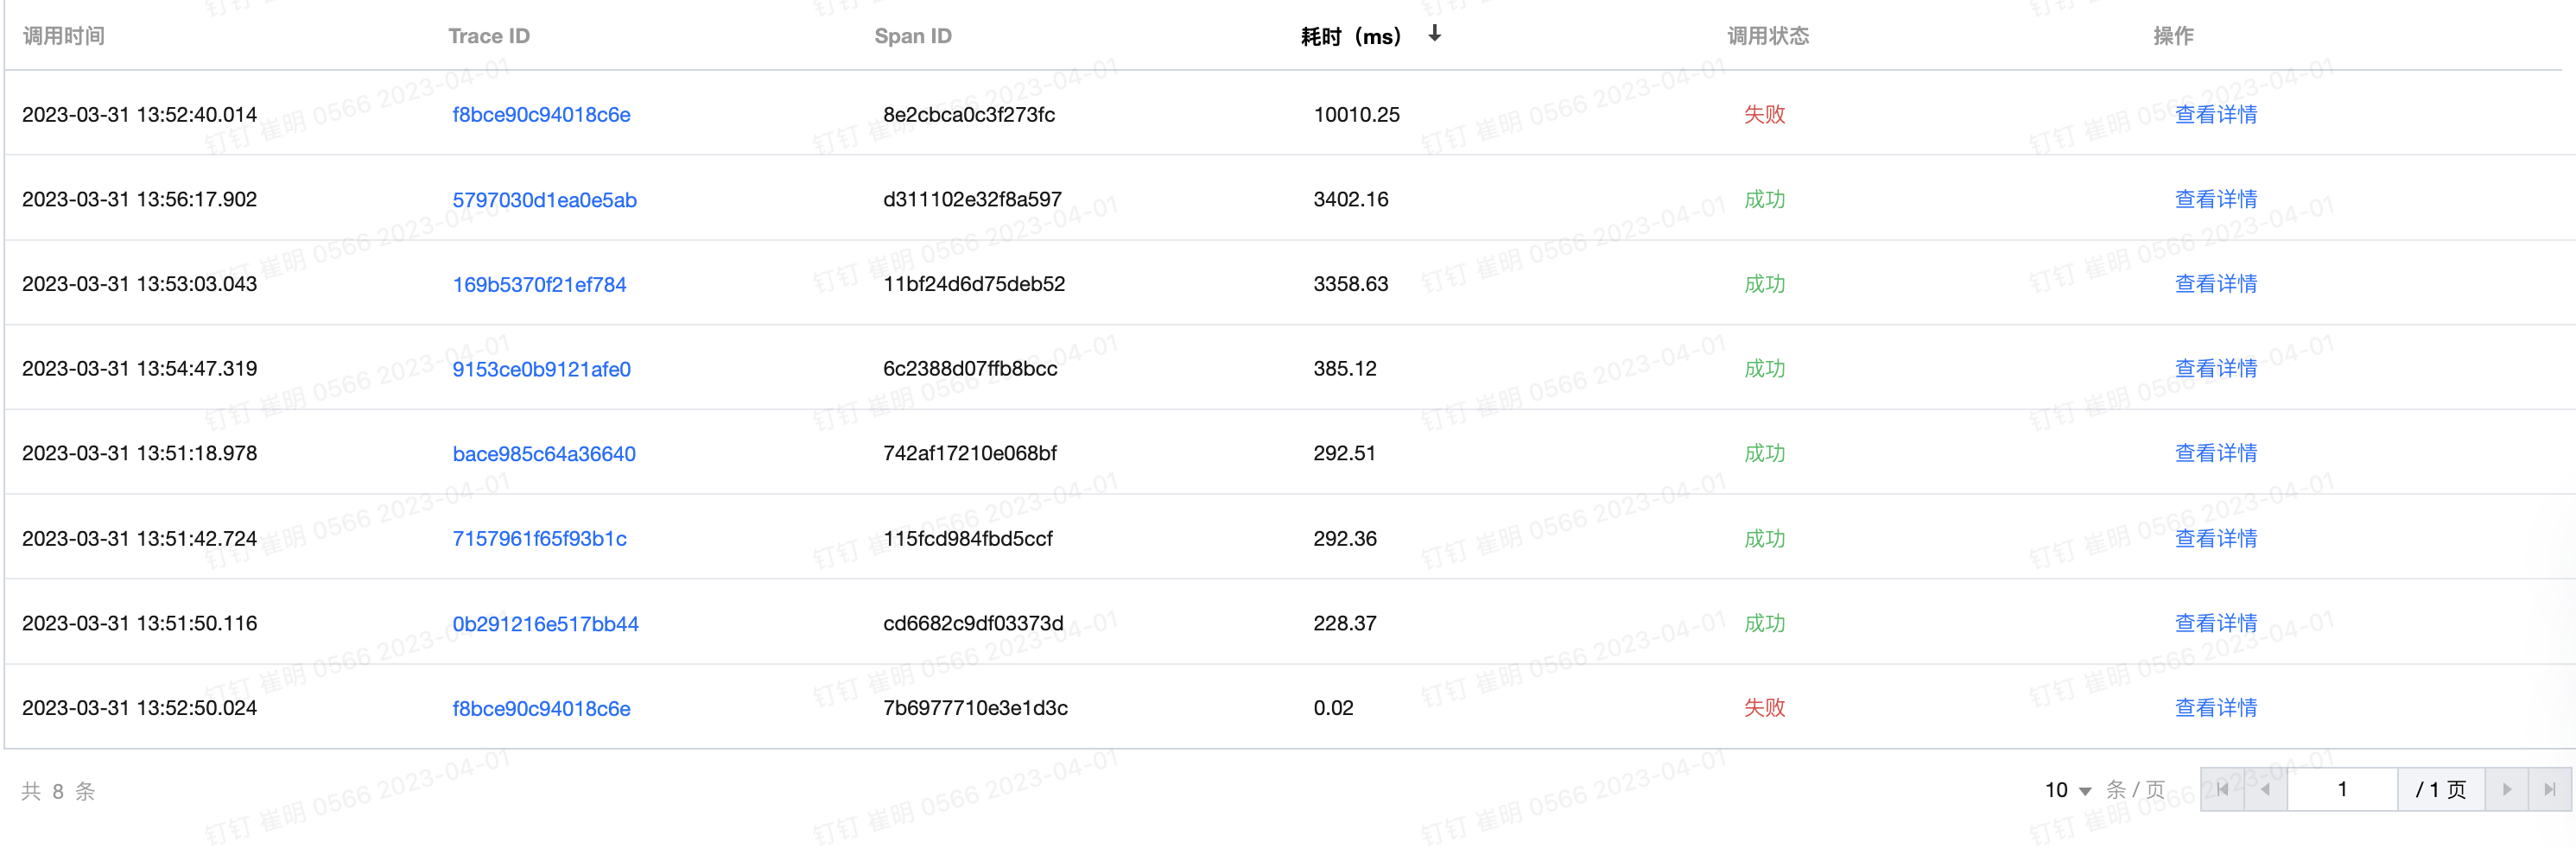 调用时间 Trace ID Span ID 耗时（ms） 调用状态 操作
2023-03-31 13:52:40.014 f8bce90c94018c6e 8e2cbca0c3f273fc 10010.25 失败 查看详情
2023-03-31 13:56:17.902 5797030d1ea0e5ab d311102e32f8a597 3402.16 成功 查看详情
2023-03-31 13:53:03.043 169b5370f21ef784 11bf24d6d75deb52 3358.63 成功 查看详情
2023-03-31 13:54:47.319 9153ce0b9121afe0 6c2388d07ffb8bcc 385.12 成功 查看详情
2023-03-31 13:51:18.978 bace985c64a36640 742af17210e068bf 292.51 成功 查看详情
2023-03-31 13:51:42.724 7157961f65f93b1c 115fcd984fbd5ccf 292.36 成功 查看详情
2023-03-31 13:51:50.116 0b291216e517bb44 cd6682c9df03373d 228.37 成功 查看详情
2023-03-31 13:52:50.024 f8bce90c94018c6e 7b6977710e3e1d3c 0.02 失败 查看详情
共 8 条 10 条 / 页 1 / 1 页
钉钉 崔明 0566 2023-04-01